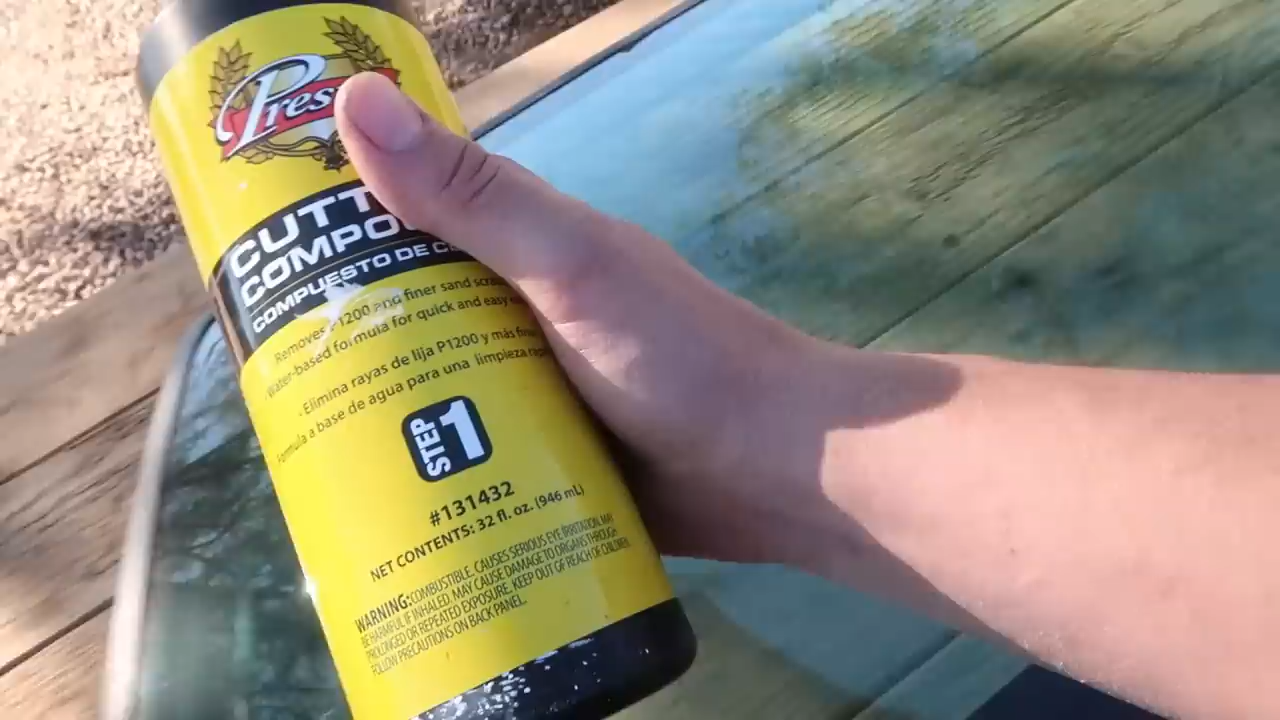 Pres
CUTT
COMPO
COMPUESTO DE C
Removes P1200 and finer sand scra
Water-based formula for quick and easy
• Elimina rayas de lija P1200 y más fin
Fórmula a base de agua para una limpieza
STEP 1
#131432
NET CONTENTS: 32 fl. oz. (946 mL)
WARNING: COMBUSTIBLE. CAUSES SERIOUS EYE IRRITATION. MAY
BE HARMFUL IF INHALED. MAY CAUSE DAMAGE TO ORGANS THROUGH
PROLONGED OR REPEATED EXPOSURE. KEEP OUT OF REACH OF CHILDREN.
FOLLOW PRECAUTIONS ON BACK PANEL.